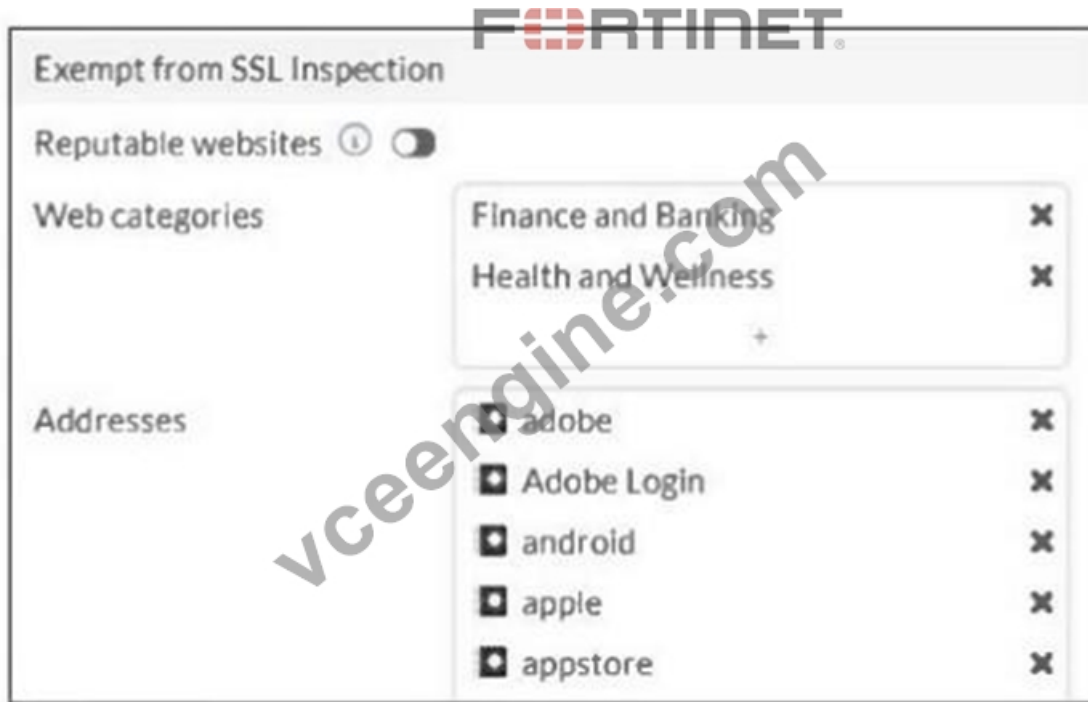 FORTINET
Exempt from SSL Inspection
Reputable websites
Web categories
Finance and Banking
Health and Wellness
+
Addresses
adobe
Adobe Login
android
apple
appstore
vceengine.com